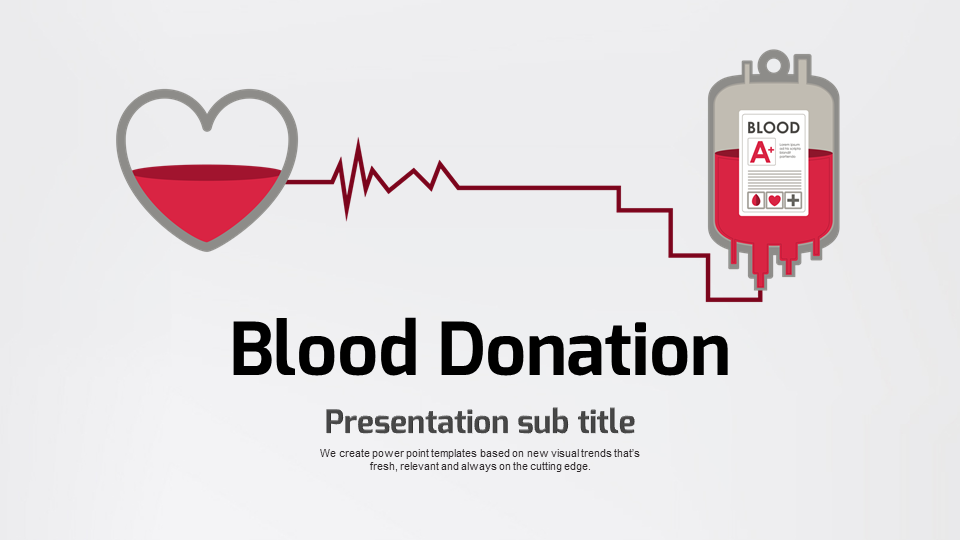 BLOOD
A+
Blood Donation
Presentation sub title
We create power point templates based on new visual trends that's
fresh, relevant and always on the cutting edge.